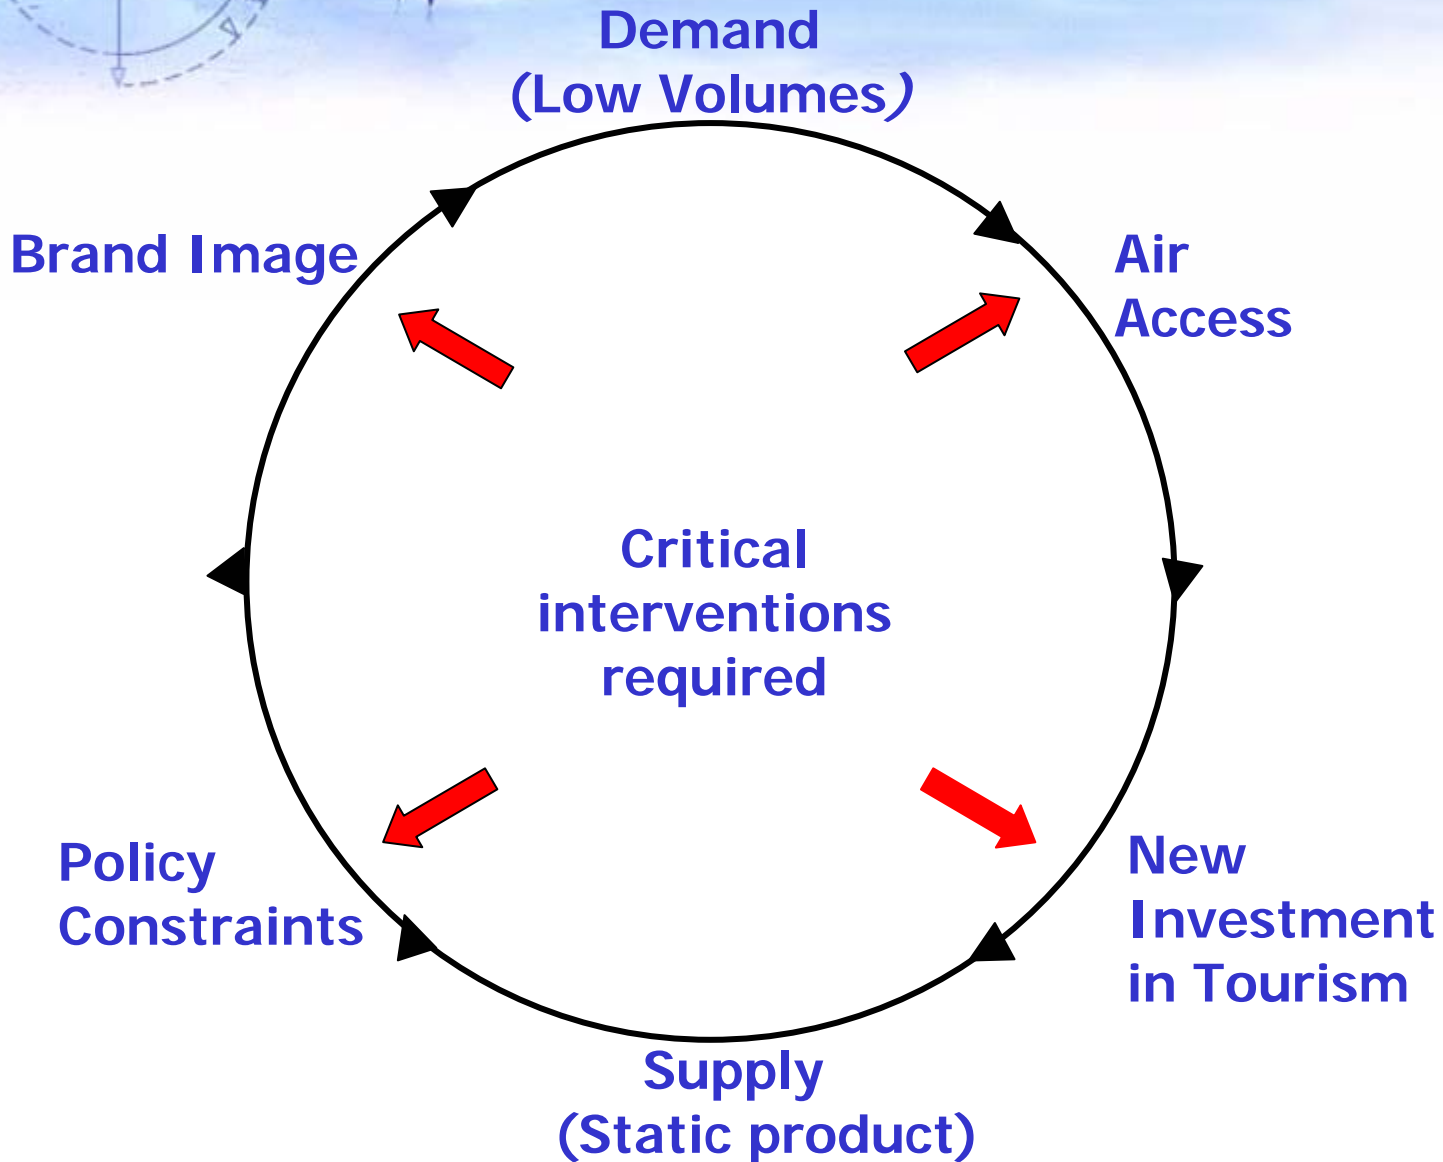 Demand
(Low Volumes)
Brand Image
Air
Access
Critical
interventions
required
Policy
Constraints
New
Investment
in Tourism
Supply
(Static product)